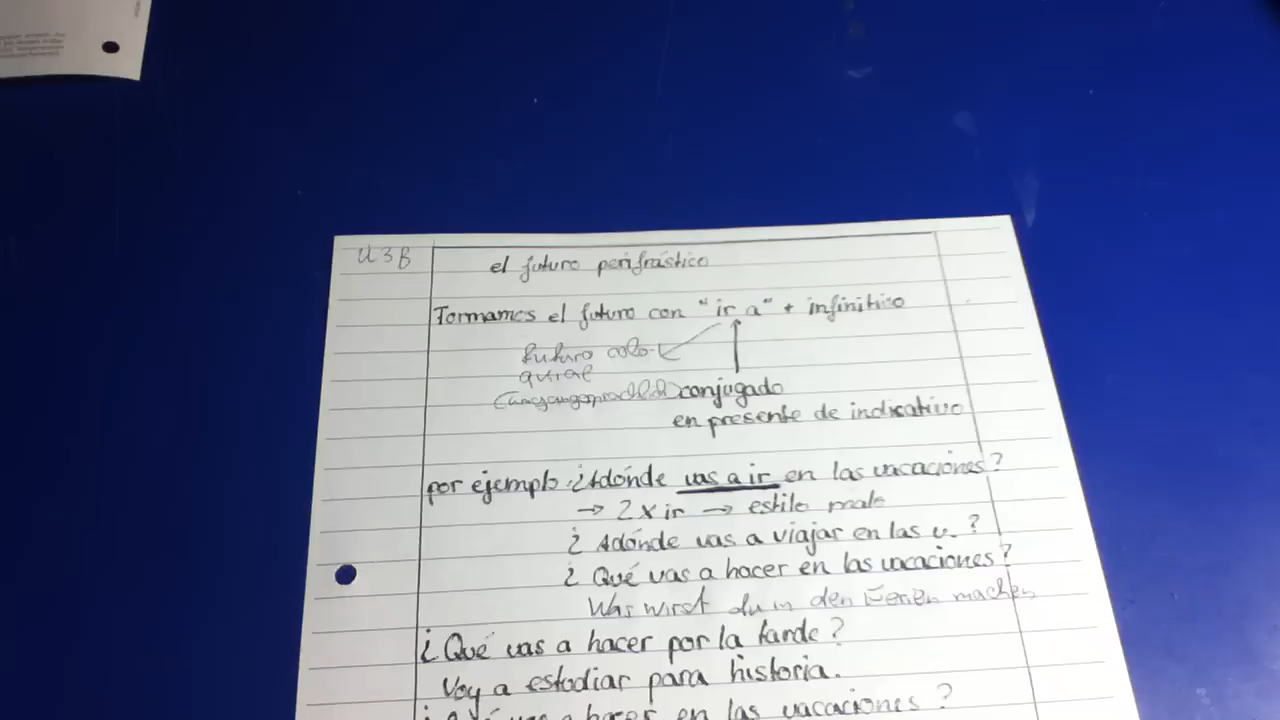 U3B
el futuro perifrástico
Formamos el futuro con "ir a" + infinitivo
futuro colo-
quial
conjugado
en presente de indicativo
por ejemplo: ¿Adónde vas a ir en las vacaciones?
→ 2x ir → estilo malo
¿Adónde vas a viajar en las v. ?
¿Qué vas a hacer en las vacaciones?
Was wirst du in den Ferien machen
¿Qué vas a hacer por la tarde?
Voy a estudiar para historia.
en las vacaciones?